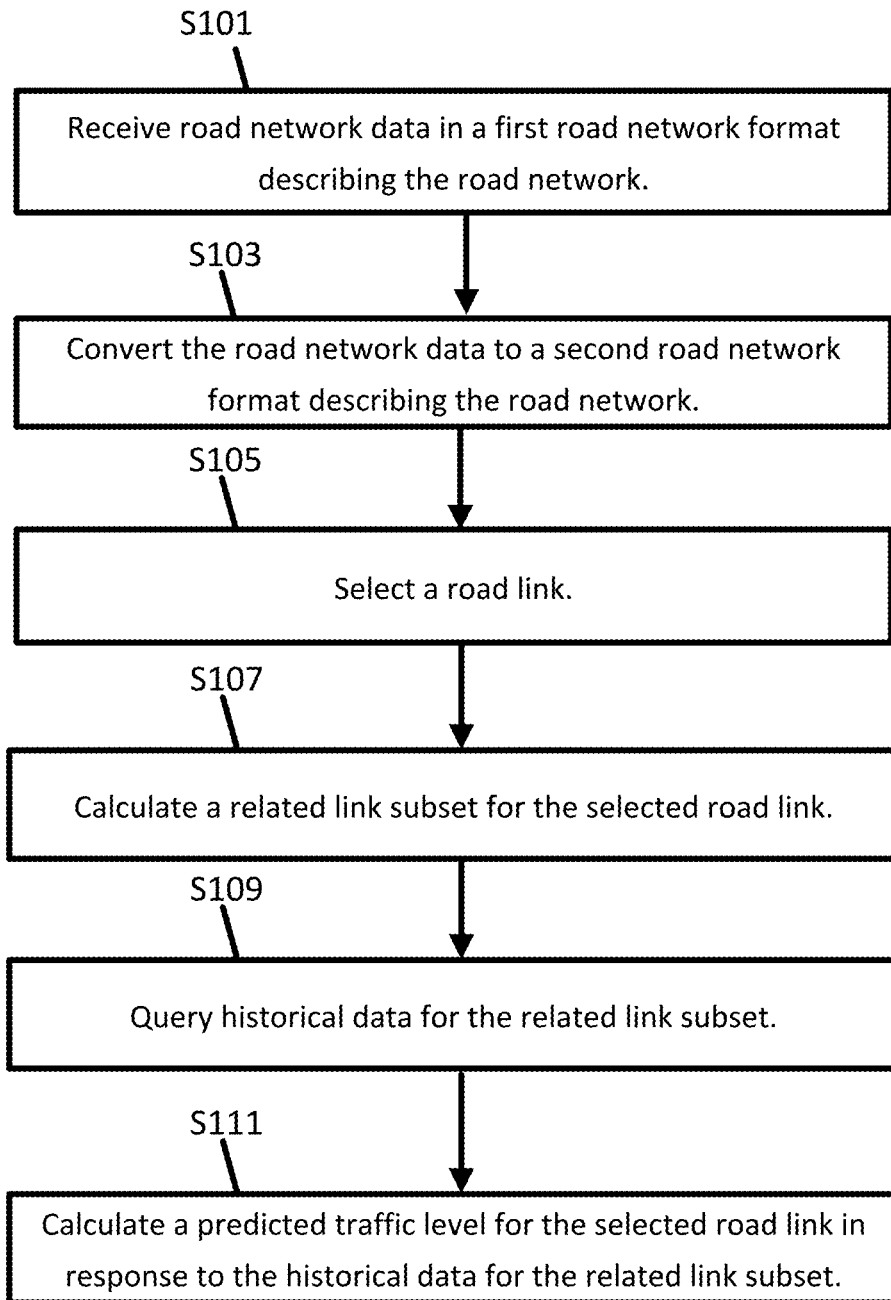 S101
Receive road network data in a first road network format
describing the road network.
S103
Convert the road network data to a second road network
format describing the road network.
S105
Select a road link.
S107
Calculate a related link subset for the selected road link.
S109
Query historical data for the related link subset.
S111
Calculate a predicted traffic level for the selected road link in
response to the historical data for the related link subset.